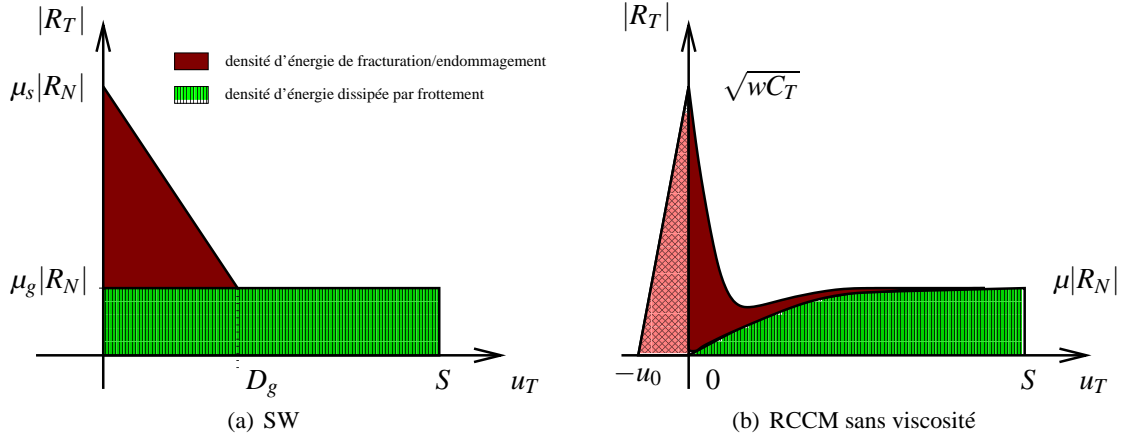 |R_T|
densité d'énergie de fracturation/endommagement
densité d'énergie dissipée par frottement
μ_s|R_N|
μ_g|R_N|
D_g
S
u_T
(a) SW
|R_T|
√wC_T
μ|R_N|
−u_0
0
S
u_T
(b) RCCM sans viscosité